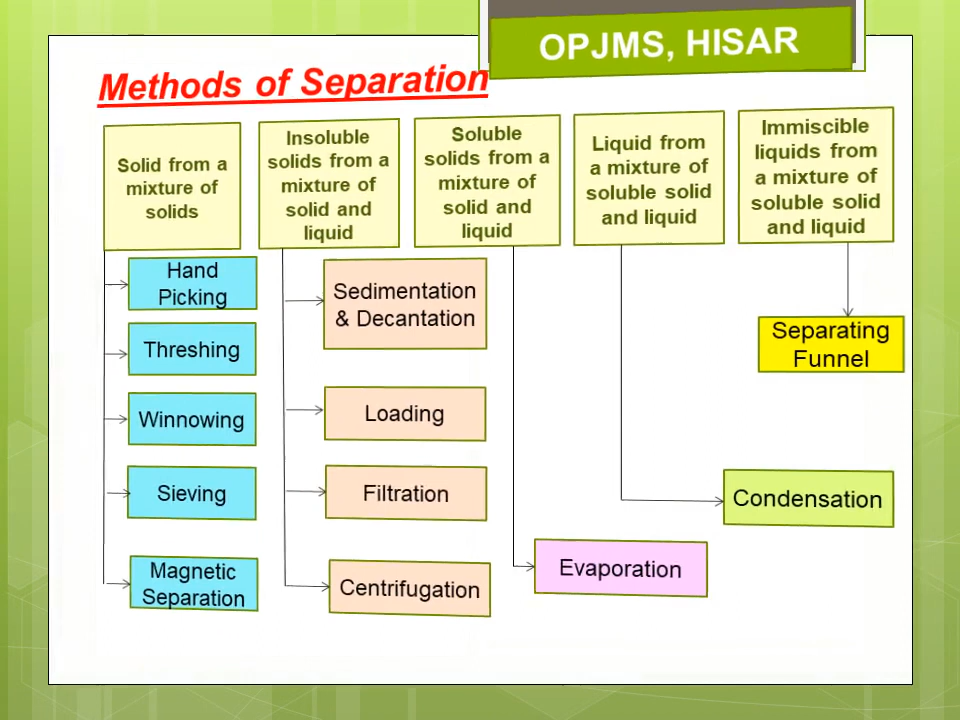 OPJMS, HISAR
Methods of Separation
Solid from a
mixture of
solids
Insoluble
solids from a
mixture of
solid and
liquid
Soluble
solids from a
mixture of
solid and
liquid
Liquid from
a mixture of
soluble solid
and liquid
Immiscible
liquids from
a mixture of
soluble solid
and liquid
Hand
Picking
Threshing
Winnowing
Sieving
Magnetic
Separation
Sedimentation
& Decantation
Loading
Filtration
Centrifugation
Evaporation
Condensation
Separating
Funnel